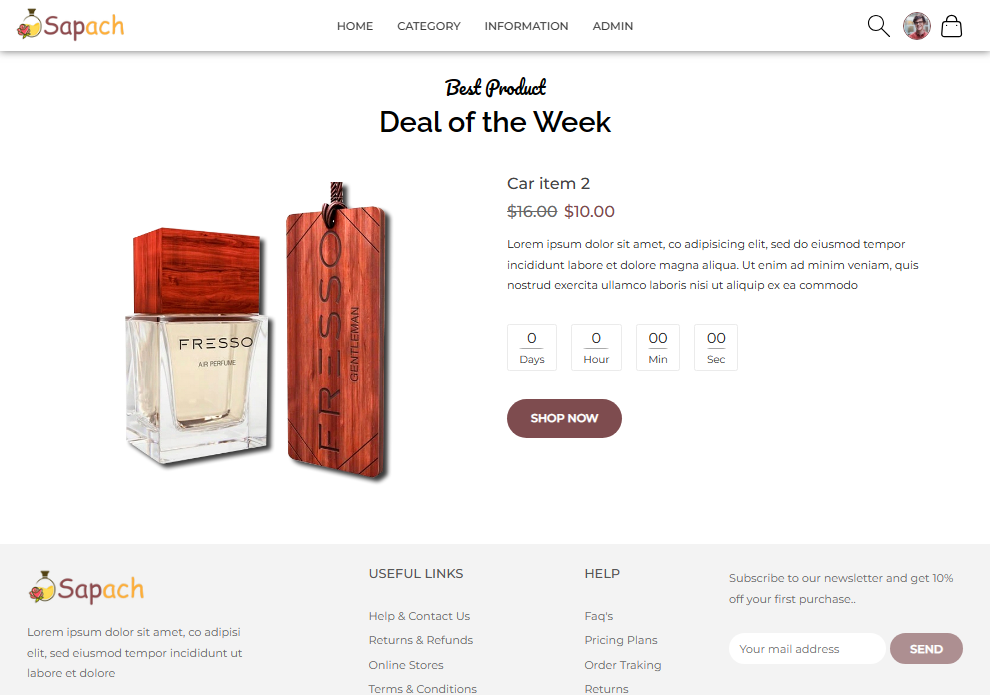 Sapach
HOME CATEGORY INFORMATION ADMIN
Best Product
Deal of the Week
Car item 2
$16.00 $10.00
Lorem ipsum dolor sit amet, co adipisicing elit, sed do eiusmod tempor
incididunt labore et dolore magna aliqua. Ut enim ad minim veniam, quis
nostrud exercita ullamco laboris nisi ut aliquip ex ea commodo
0 0 00 00
Days Hour Min Sec
SHOP NOW
FRESSO
AIR PERFUME
FRESSO
GENTLEMAN
Sapach
Lorem ipsum dolor sit amet, co adipisi
elit, sed eiusmod tempor incididunt ut
labore et dolore
USEFUL LINKS
Help & Contact Us
Returns & Refunds
Online Stores
Terms & Conditions
HELP
Faq's
Pricing Plans
Order Traking
Returns
Subscribe to our newsletter and get 10%
off your first purchase..
Your mail address SEND